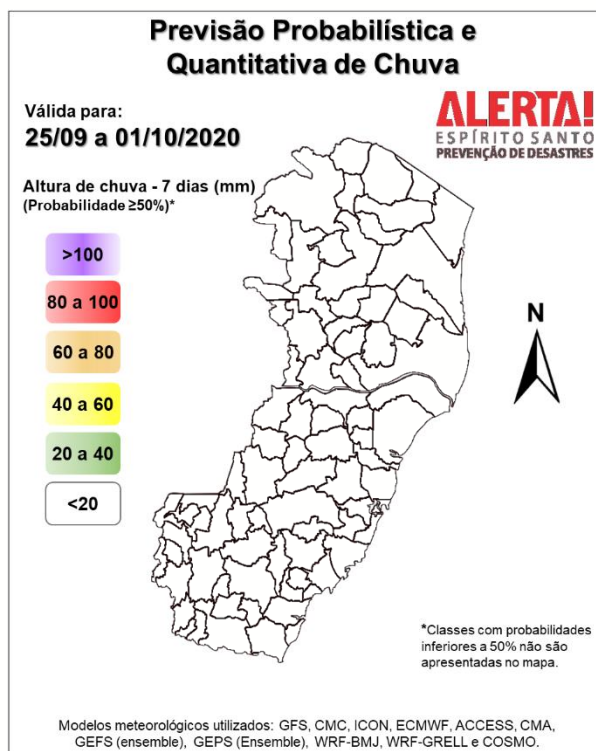 Previsão Probabilística e
Quantitativa de Chuva
Válida para:
25/09 a 01/10/2020
ALERTA!
ESPÍRITO SANTO
PREVENÇÃO DE DESASTRES
Altura de chuva - 7 dias (mm)
(Probabilidade ≥50%)*
>100
80 a 100
60 a 80
40 a 60
20 a 40
<20
N
*Classes com probabilidades
inferiores a 50% não são
apresentadas no mapa.
Modelos meteorológicos utilizados: GFS, CMC, ICON, ECMWF, ACCESS, CMA,
GEFS (ensemble), GEPS (Ensemble), WRF-BMJ, WRF-GRELL e COSMO.